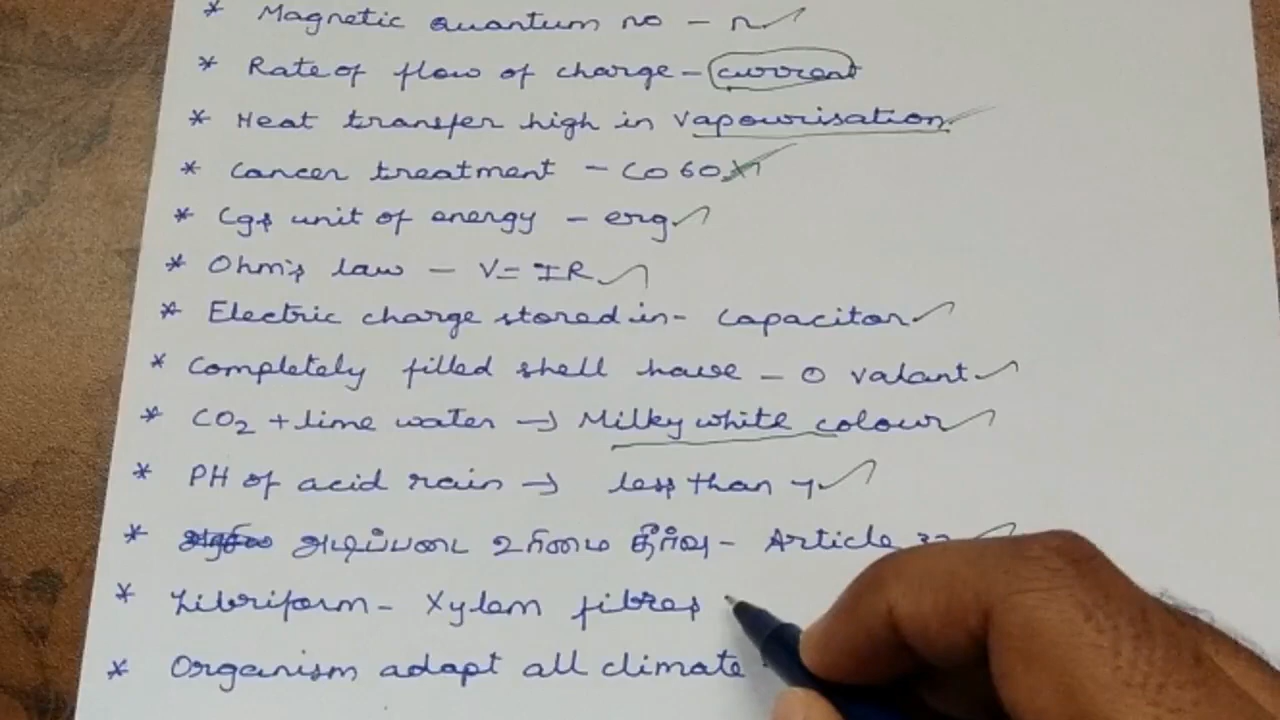 * Magnetic quantum no - n
* Rate of flow of charge - current
* Heat transfer high in vapourisation
* Cancer treatment - CO 60
* Cgs unit of energy - erg
* Ohm's law - V= IR
* Electric charge stored in - capacitor
* Completely filled shell have - 0 valant
* CO2 + lime water → Milky white colour
* PH of acid rain → less than 7
* அடிப்படை உரிமை தீர்வு - Article 32
* Libriform - Xylem fibres
* Organism adapt all climate